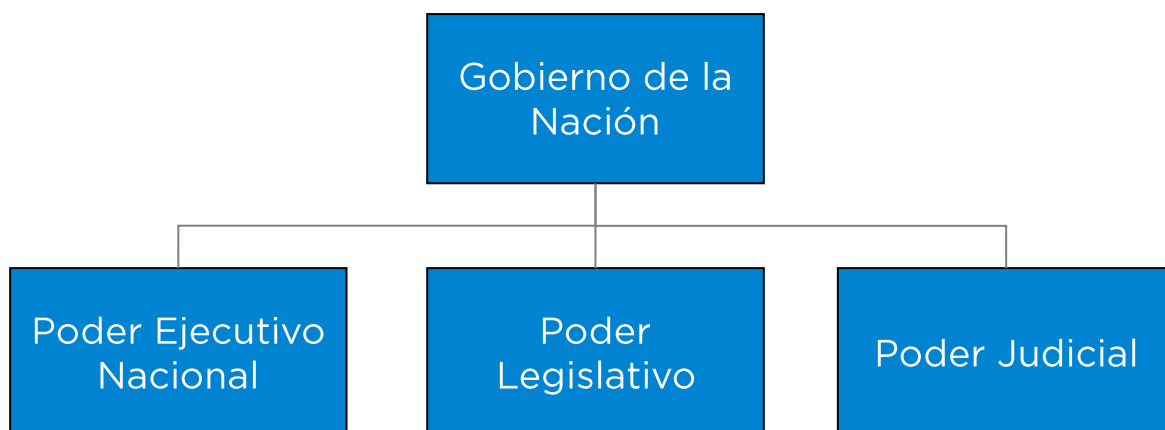 Gobierno de la
Nación
Poder Ejecutivo
Nacional
Poder
Legislativo
Poder Judicial